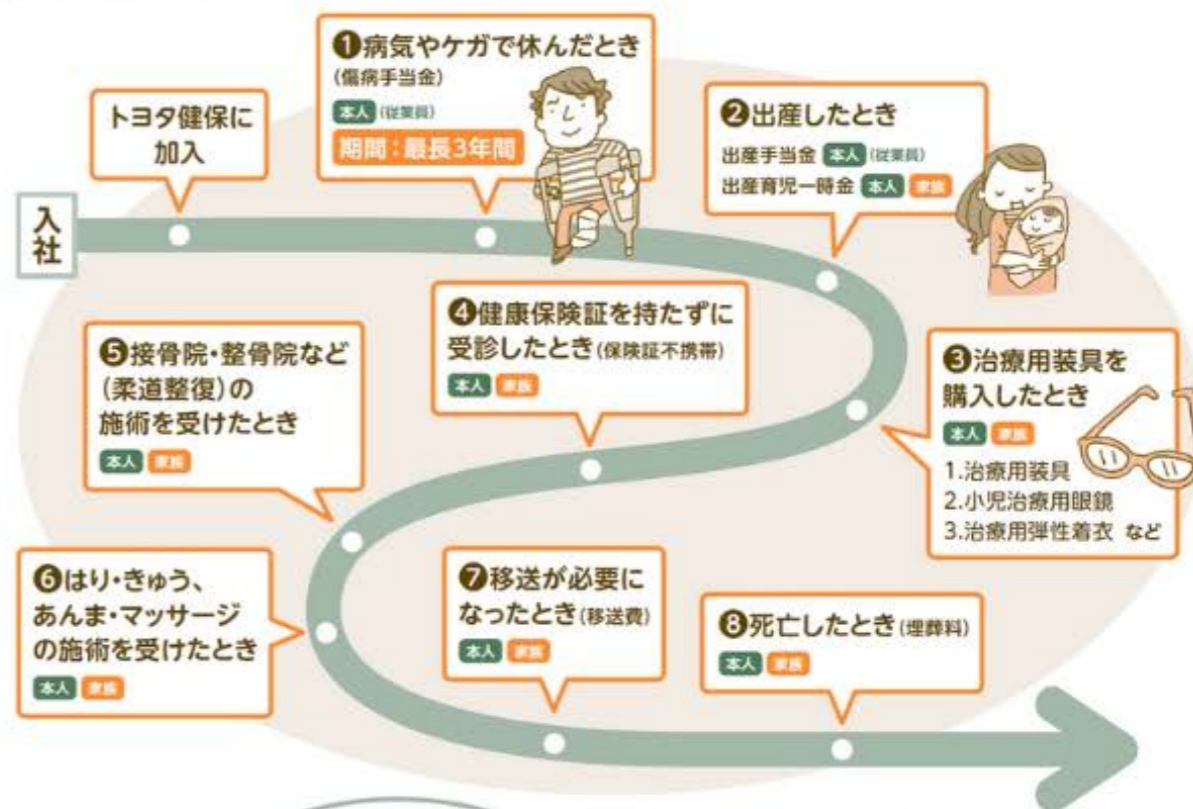 入社
トヨタ健保に
加入
❶病気やケガで休んだとき
(傷病手当金)
本人 (従業員)
期間：最長3年間
❷出産したとき
出産手当金 本人 (従業員)
出産育児一時金 本人 家族
❸治療用装具を
購入したとき
本人 家族
1.治療用装具
2.小児治療用眼鏡
3.治療用弾性着衣 など
❹健康保険証を持たずに
受診したとき(保険証不携帯)
本人 家族
❺接骨院・整骨院など
(柔道整復)の
施術を受けたとき
本人 家族
❻はり・きゅう、
あんま・マッサージ
の施術を受けたとき
本人 家族
❼移送が必要に
なったとき(移送費)
本人 家族
❽死亡したとき(埋葬料)
本人 家族